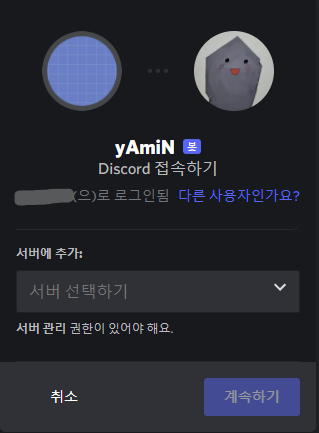 yAmiN 봇
Discord 접속하기
(으)로 로그인됨 다른 사용자인가요?
서버에 추가:
서버 선택하기
서버 관리 권한이 있어야 해요.
취소 계속하기